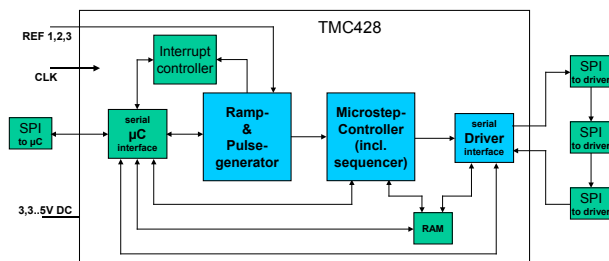 TMC428
REF 1,2,3
CLK
Interrupt
controller
SPI
to µC
serial
µC
interface
Ramp-
&
Pulse-
generator
Microstep-
Controller
(incl.
sequencer)
serial
Driver
interface
SPI
to driver
SPI
to driver
SPI
to driver
RAM
3,3..5V DC